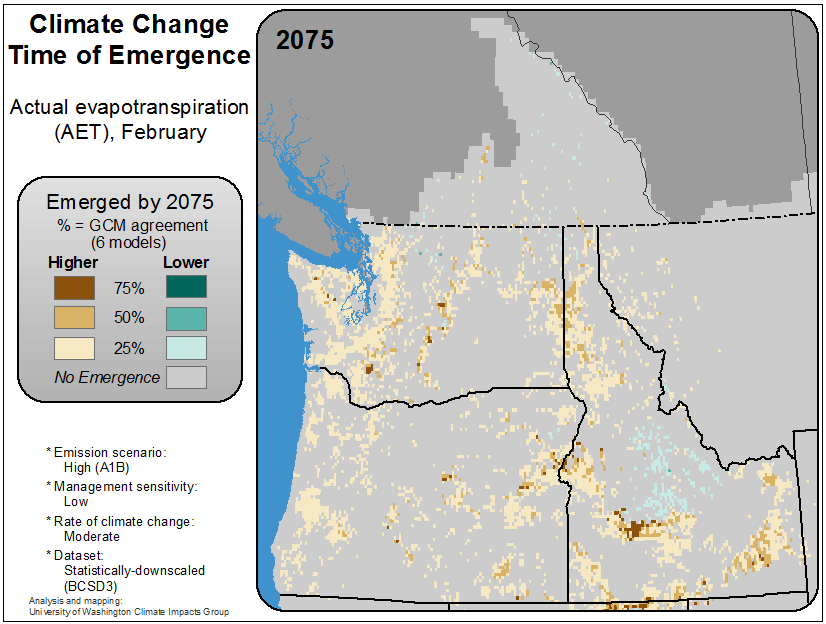 Climate Change
Time of Emergence
Actual evapotranspiration
(AET), February
2075
Emerged by 2075
% = GCM agreement
(6 models)
Higher Lower
75%
50%
25%
No Emergence
* Emission scenario:
High (A1B)
* Management sensitivity:
Low
* Rate of climate change:
Moderate
* Dataset:
Statistically-downscaled
(BCSD3)
Analysis and mapping:
University of Washington Climate Impacts Group